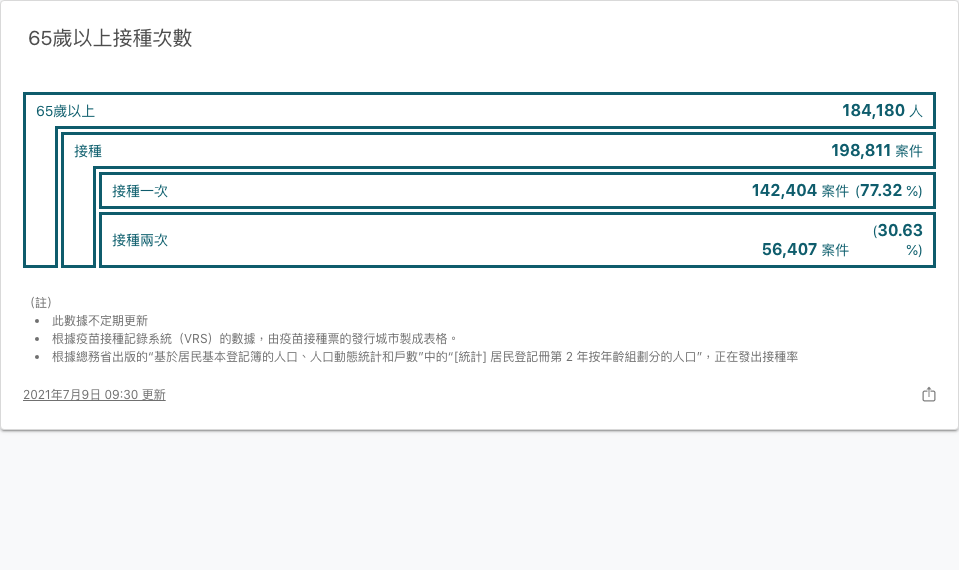 65歲以上接種次數
65歲以上 184,180 人
接種 198,811 案件
接種一次 142,404 案件 (77.32 %)
接種兩次 56,407 案件 (30.63 %)
（註）
• 此數據不定期更新
• 根據疫苗接種記錄系統（VRS）的數據，由疫苗接種票的發行城市製成表格。
• 根據總務省出版的“基於居民基本登記簿的人口、人口動態統計和戶數”中的“[統計] 居民登記冊第 2 年按年齡組劃分的人口”，正在發出接種率
2021年7月9日 09:30 更新